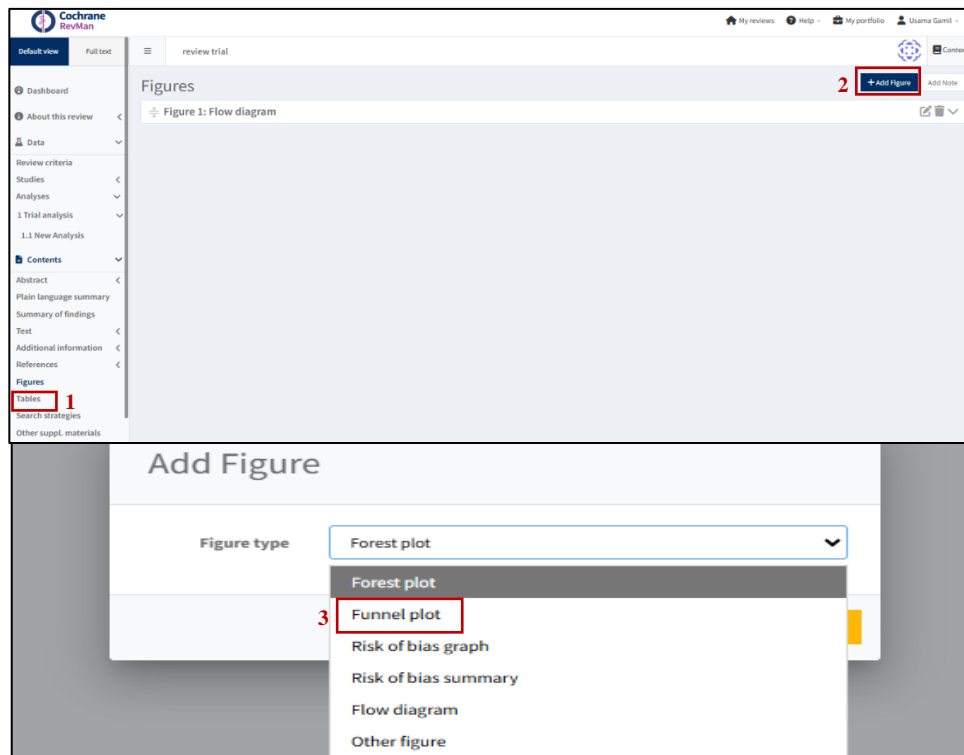 Cochrane
RevMan
My reviews Help My portfolio Usama Gamil
Default view Full text review trial
Figures 2 +Add Figure Add Note
Figure 1: Flow diagram
Dashboard
About this review
Data
Review criteria
Studies
Analyses
1 Trial analysis
1.1 New Analysis
Contents
Abstract
Plain language summary
Summary of findings
Text
Additional information
References
Figures
Tables 1
Search strategies
Other suppl. materials
Add Figure
Figure type Forest plot
Forest plot
3 Funnel plot
Risk of bias graph
Risk of bias summary
Flow diagram
Other figure